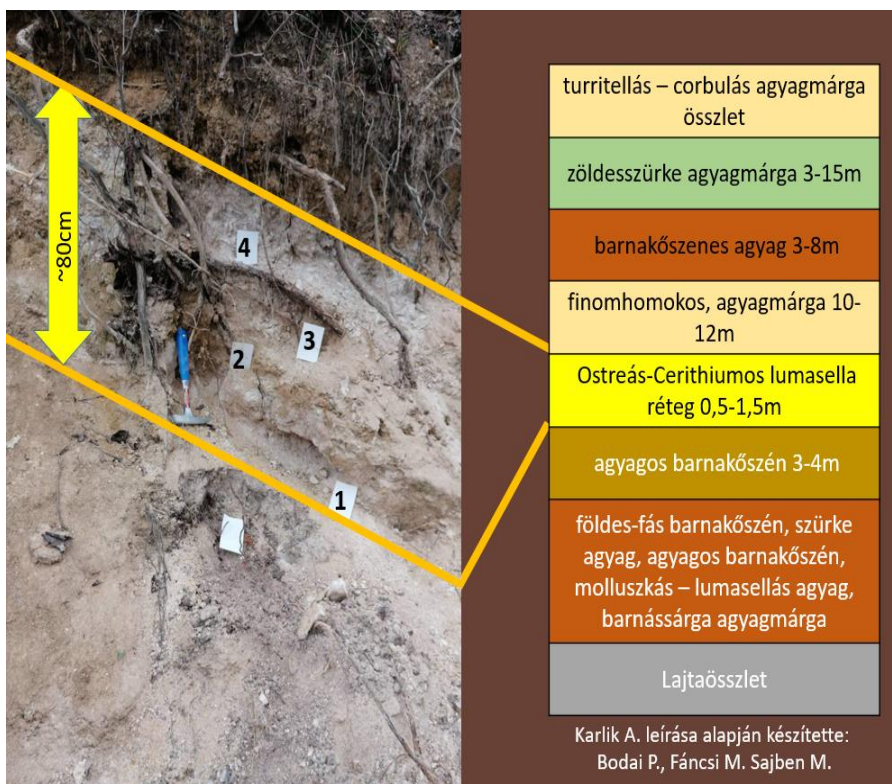 ~80cm
4
3
2
1
turritellás – corbulás agyagmárga
összlet
zöldesszürke agyagmárga 3-15m
barnakőszenes agyag 3-8m
finomhomokos, agyagmárga 10-
12m
Ostreás-Cerithiumos lumasella
réteg 0,5-1,5m
agyagos barnakőszén 3-4m
földes-fás barnakőszén, szürke
agyag, agyagos barnakőszén,
molluszkás – lumasellás agyag,
barnássárga agyagmárga
Lajtaösszlet
Karlik A. leírása alapján készítette:
Bodai P., Fáncsi M. Sajben M.